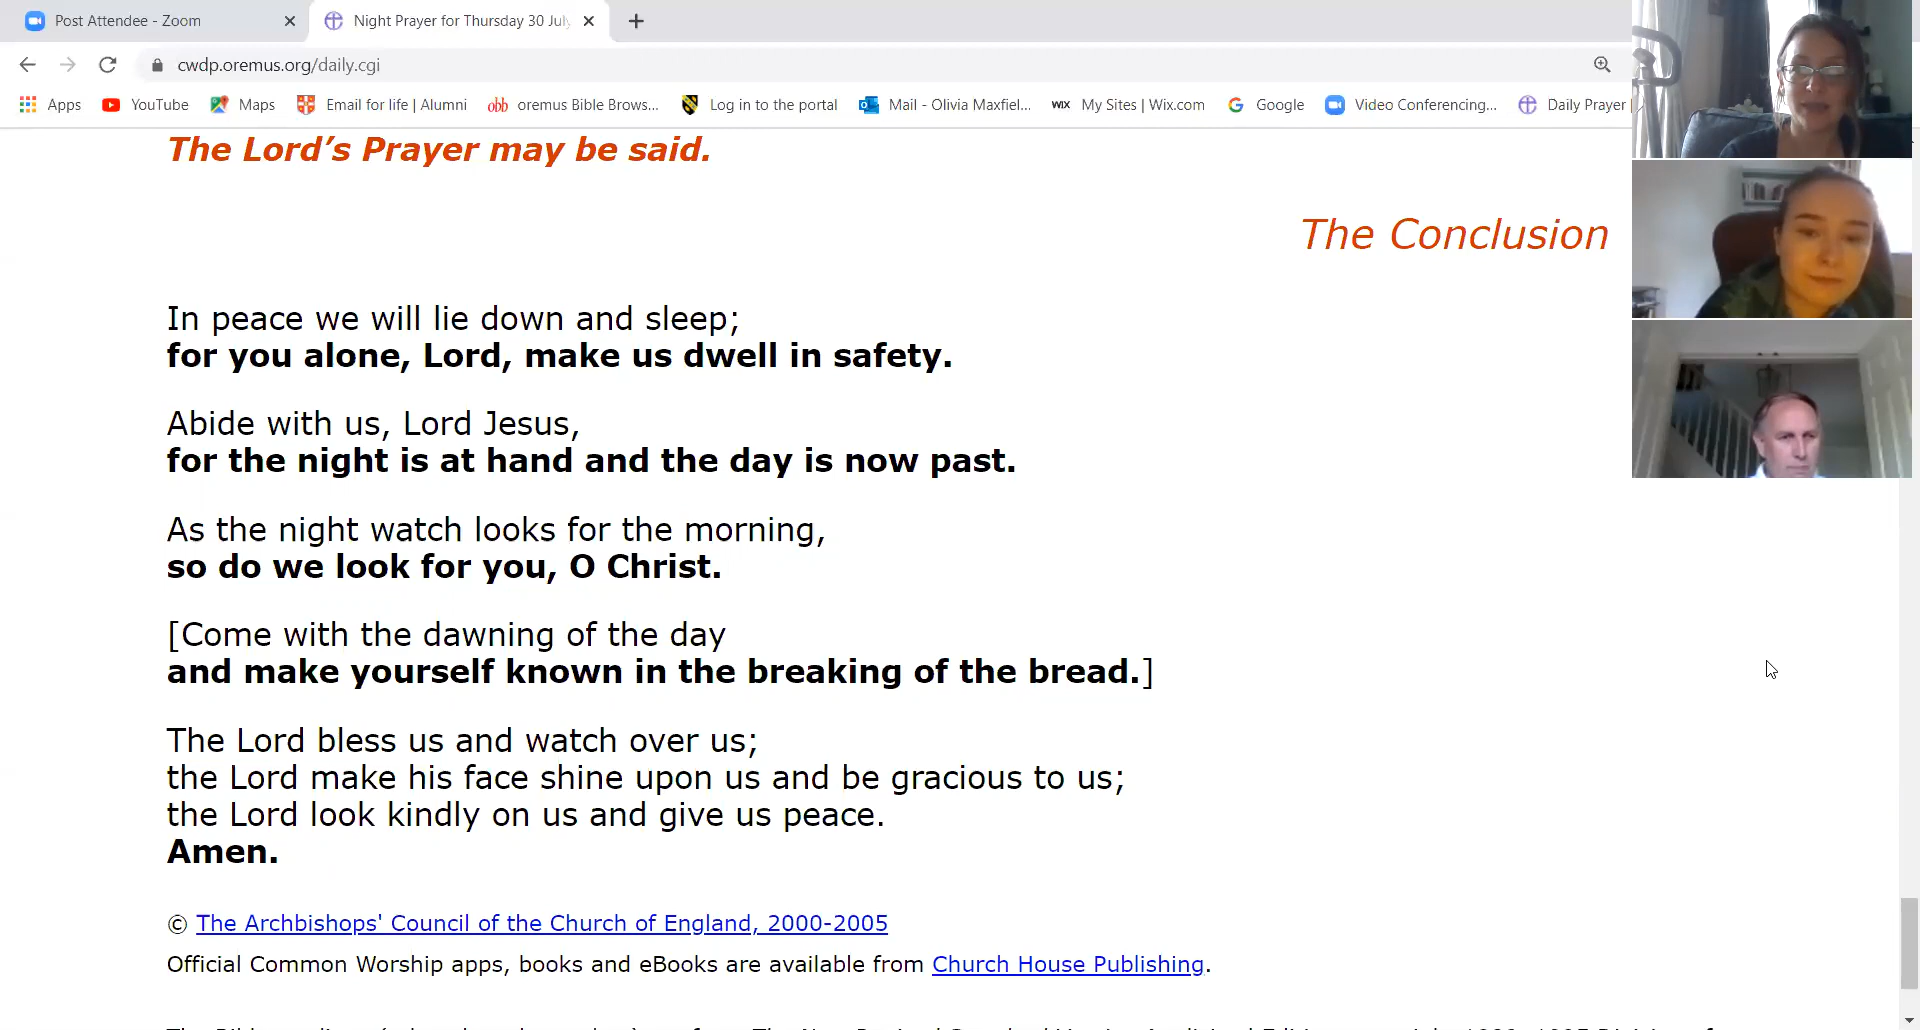 Post Attendee - Zoom
Night Prayer for Thursday 30 July
cwdp.oremus.org/daily.cgi
Apps YouTube Maps Email for life | Alumni oremus Bible Brows... Log in to the portal Mail - Olivia Maxfiel... WIX My Sites | Wix.com Google Video Conferencing... Daily Prayer |
The Lord’s Prayer may be said.
The Conclusion
In peace we will lie down and sleep;
for you alone, Lord, make us dwell in safety.
Abide with us, Lord Jesus,
for the night is at hand and the day is now past.
As the night watch looks for the morning,
so do we look for you, O Christ.
[Come with the dawning of the day
and make yourself known in the breaking of the bread.]
The Lord bless us and watch over us;
the Lord make his face shine upon us and be gracious to us;
the Lord look kindly on us and give us peace.
Amen.
© The Archbishops' Council of the Church of England, 2000-2005
Official Common Worship apps, books and eBooks are available from Church House Publishing.